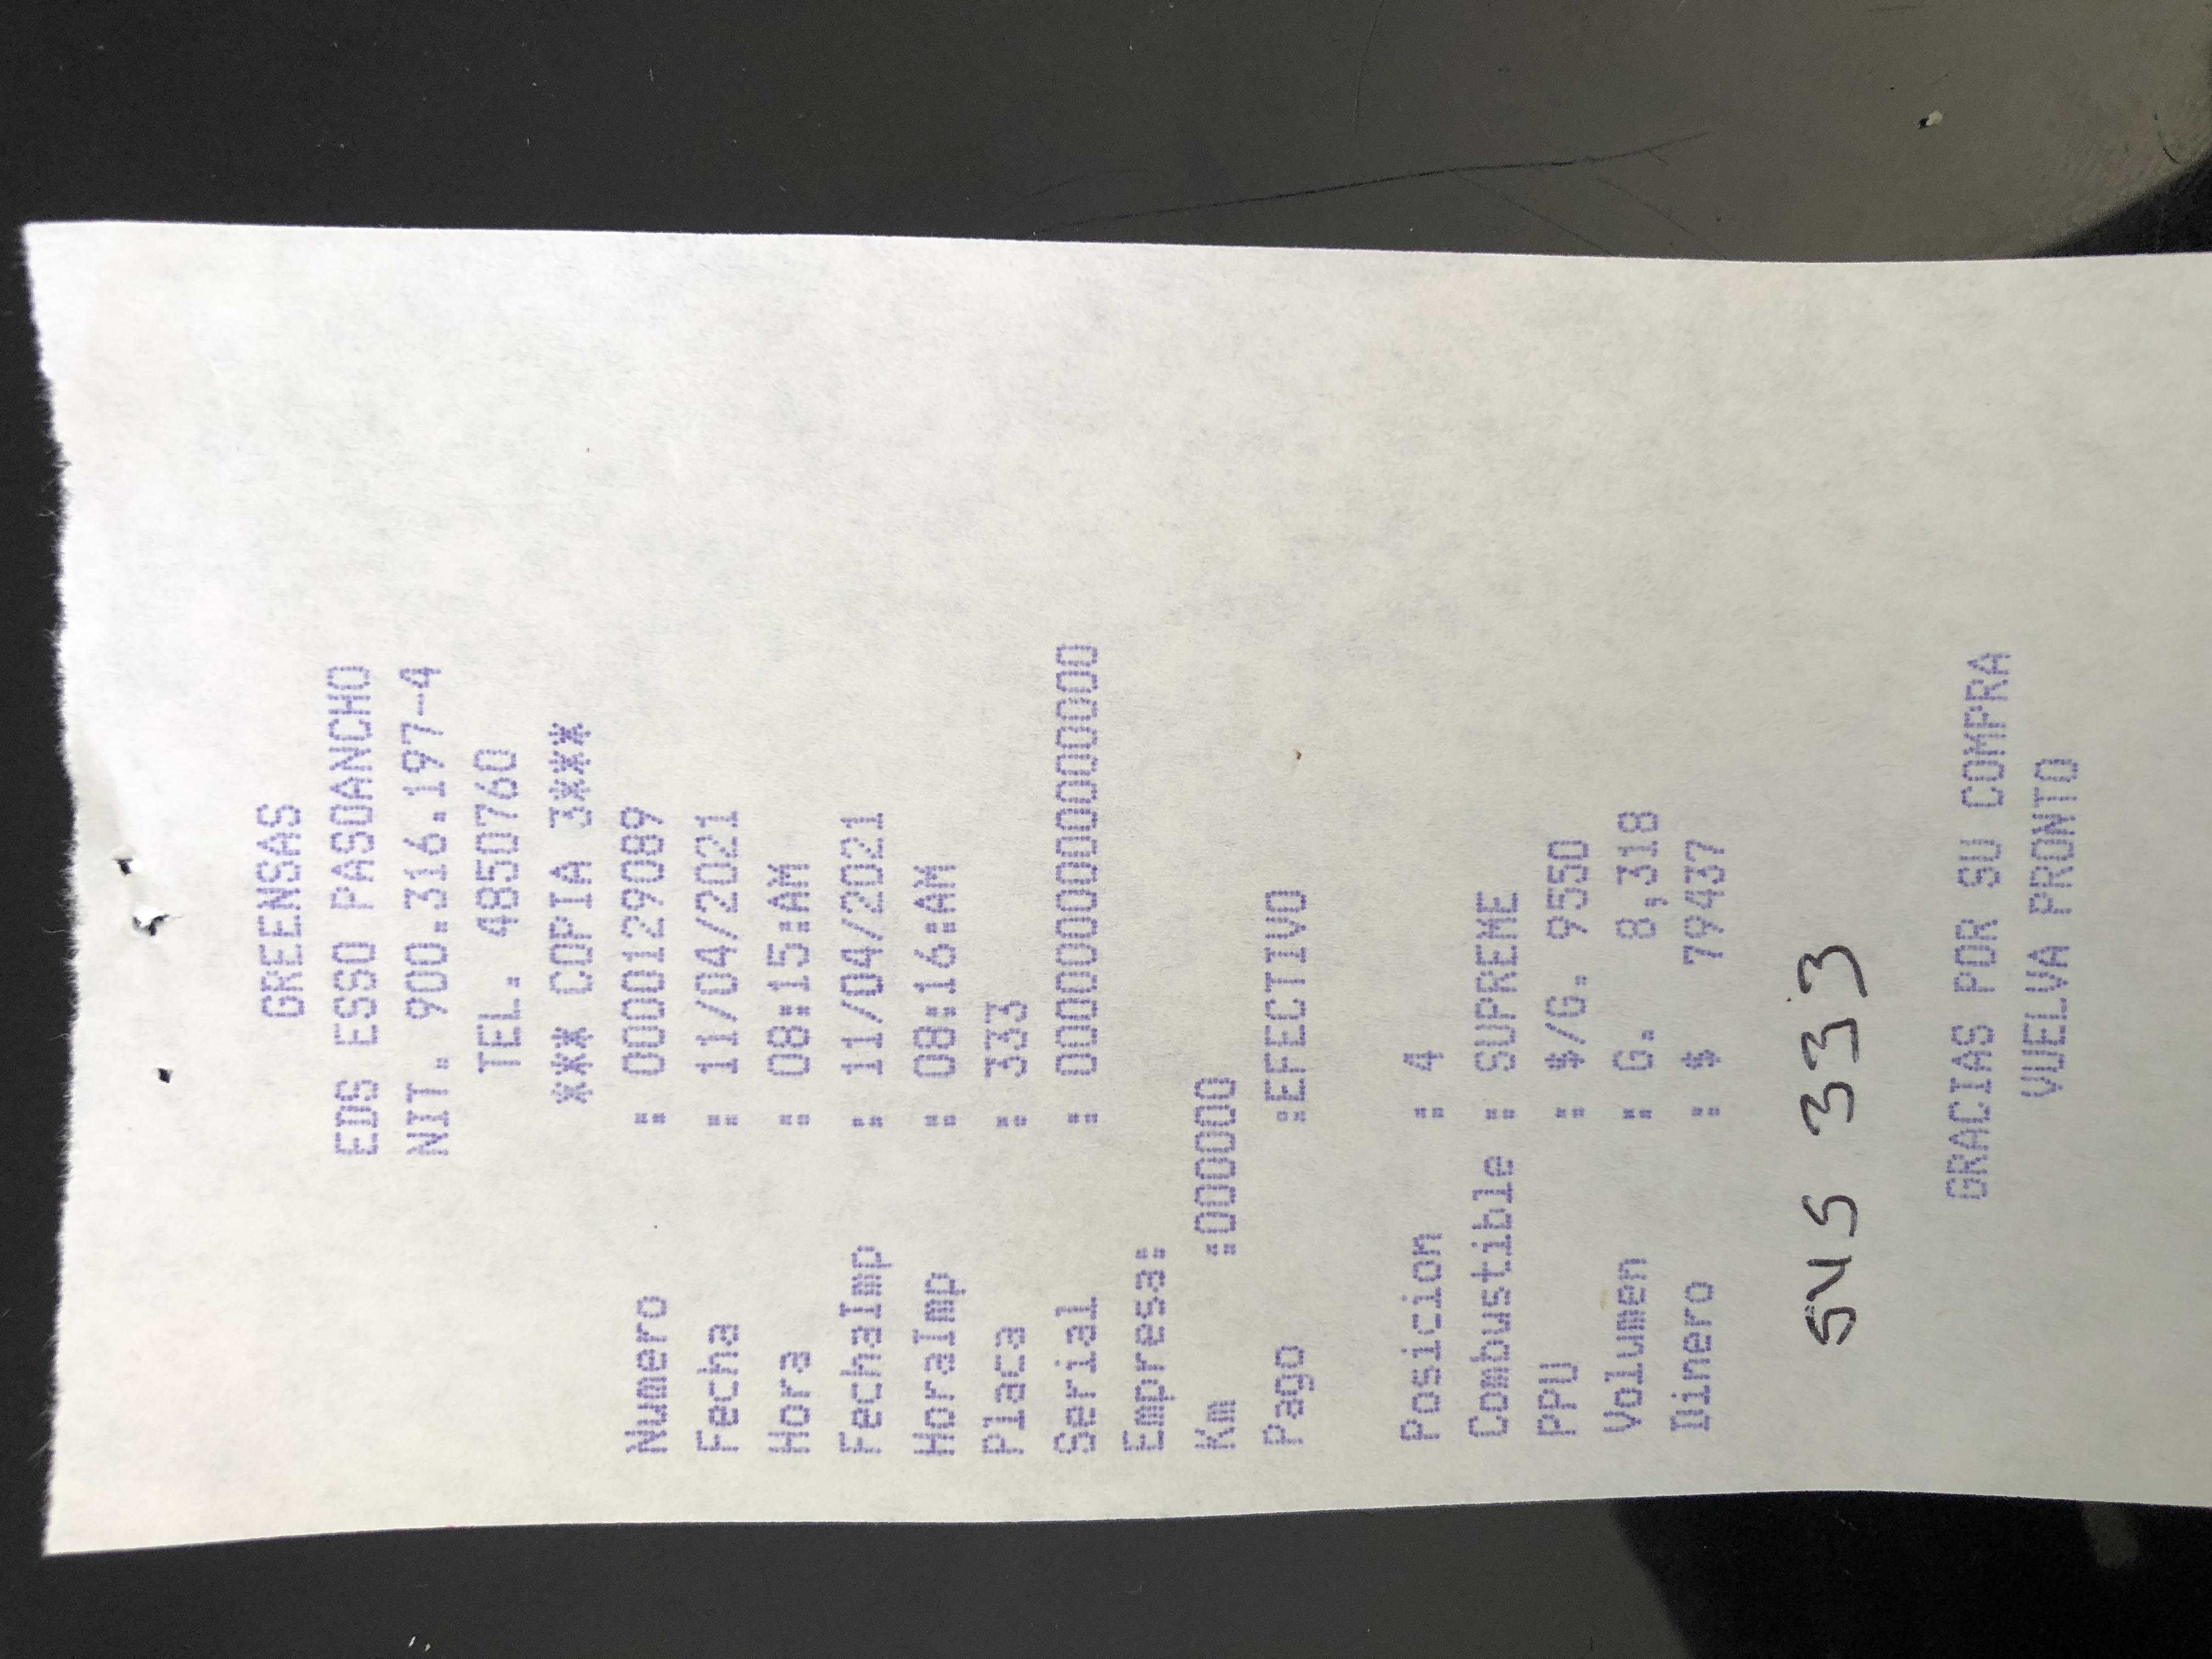 GREENSAS
EDS ESSO PASOANCHO
NIT. 900.316.197-4
TEL. 4850760
*** COPIA 3***
Numero : 0000129089
Fecha : 11/04/2021
Hora : 08:15:AM
FechaImp : 11/04/2021
HoraImp : 08:16:AM
Placa : 333
Serial : 0000000000000000
Empresa:
Km :000000
Pago :EFECTIVO
Posicion : 4
Combustible : SUPREME
PPU : $/G. 9550
Volumen : G. 8,318
Dinero : $ 79437
SVS 333
GRACIAS POR SU COMPRA
VUELVA PRONTO